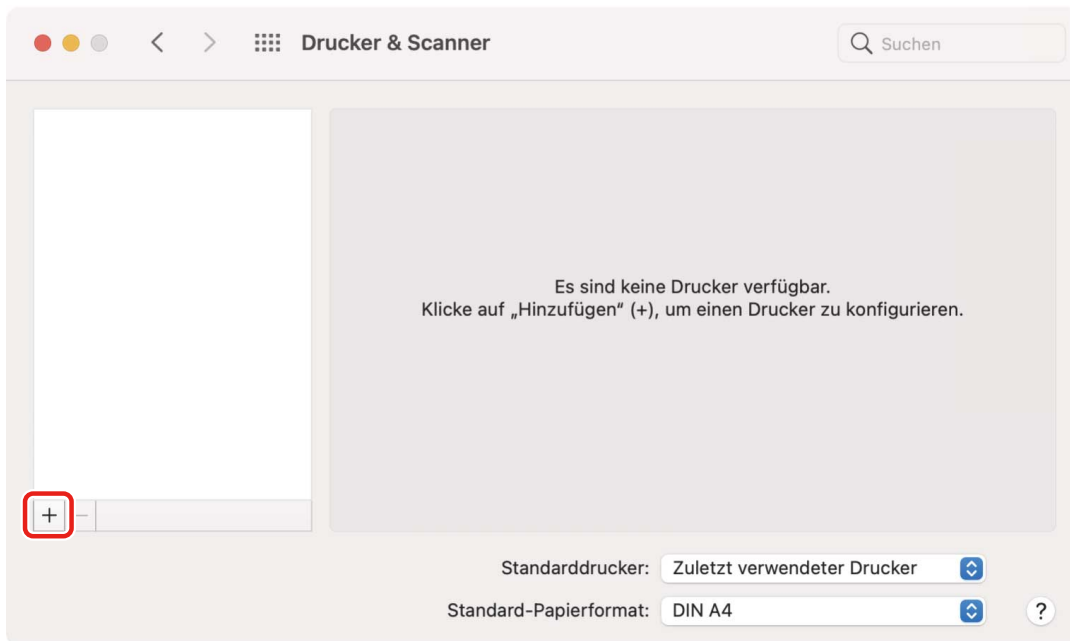 Drucker & Scanner
Suchen
Es sind keine Drucker verfügbar.
Klicke auf „Hinzufügen“ (+), um einen Drucker zu konfigurieren.
+ −
Standarddrucker: Zuletzt verwendeter Drucker
Standard-Papierformat: DIN A4
?